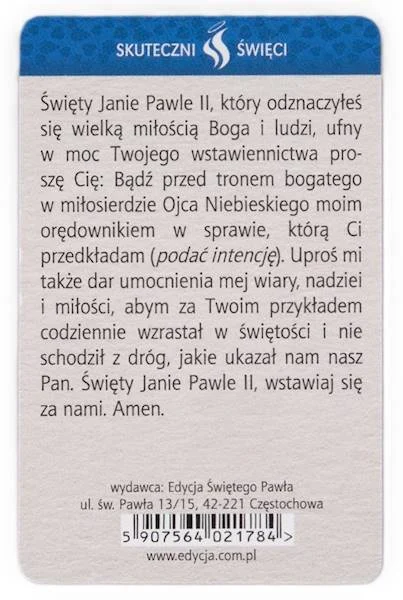 SKUTECZNI ŚWIĘCI
Święty Janie Pawle II, który odznaczyłeś
się wielką miłością Boga i ludzi, ufny
w moc Twojego wstawiennictwa pro-
szę Cię: Bądź przed tronem bogatego
w miłosierdzie Ojca Niebieskiego moim
orędownikiem w sprawie, którą Ci
przedkładam (podać intencję). Uproś mi
także dar umocnienia mej wiary, nadziei
i miłości, abym za Twoim przykładem
codziennie wzrastał w świętości i nie
schodził z dróg, jakie ukazał nam nasz
Pan. Święty Janie Pawle II, wstawiaj się
za nami. Amen.
wydawca: Edycja Świętego Pawła
ul. św. Pawła 13/15, 42-221 Częstochowa
5 907564 021784 >
www.edycja.com.pl